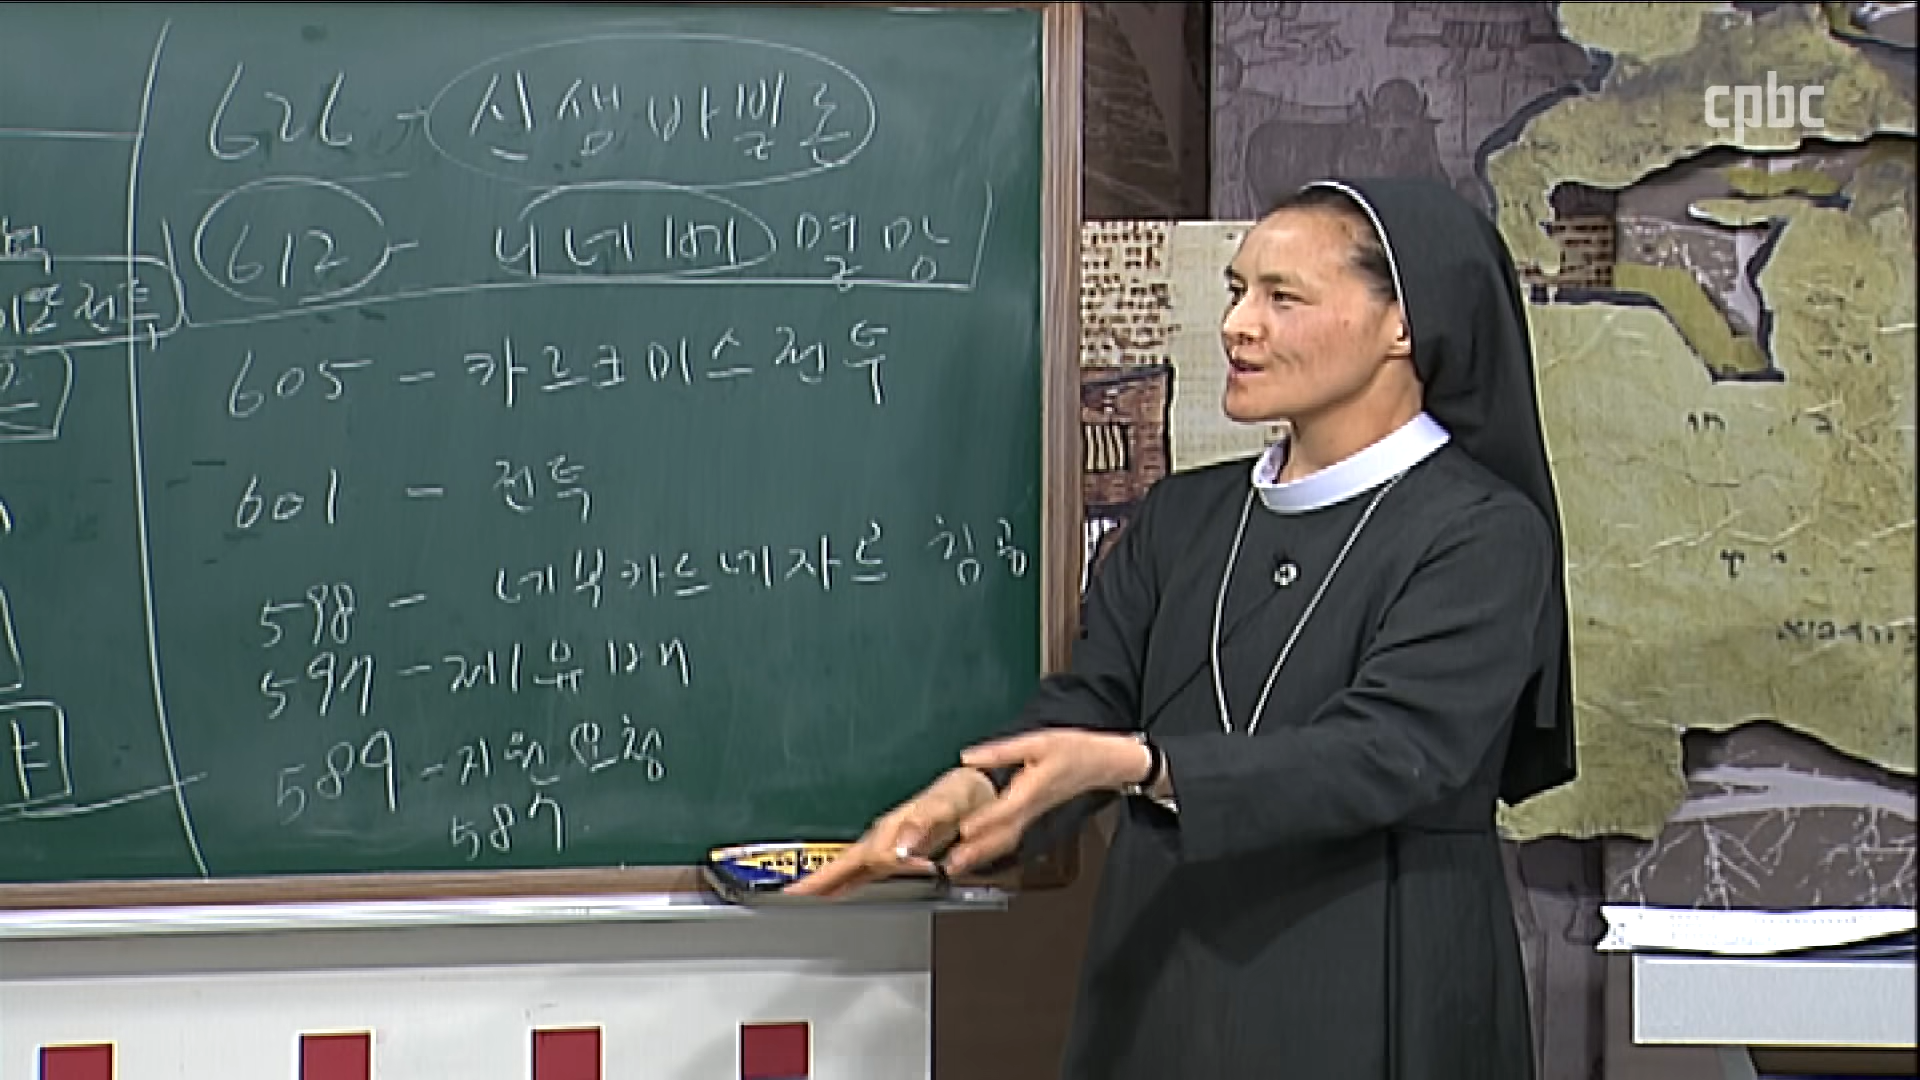 cpbc
626 - 신생바빌론
612 - 니네베 멸망
605 - 카르크미스전투
601 - 전투
598 - 네부카드네자르 침공
597 - 제1유배
589 - 지원요청
587
전투